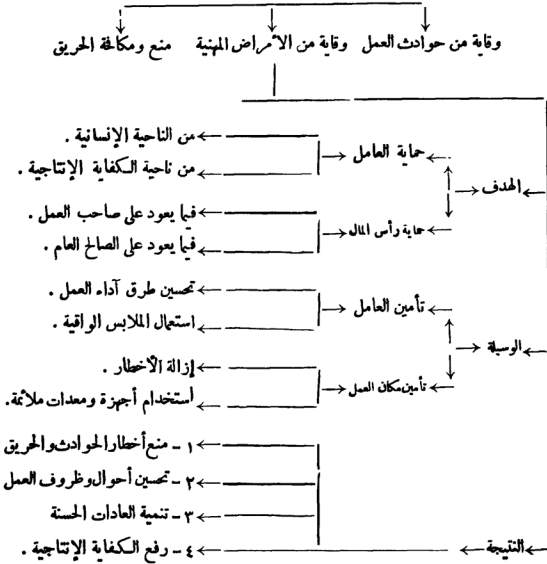 وقاية من حوادث العمل وقاية من الأمراض المهنية منع ومكافحة الحريق
الهدف
حماية العامل
من الناحية الإنسانية .
من ناحية الكفاية الإنتاجية .
حماية رأس المال
فيما يعود على صاحب العمل .
فيما يعود على الصالح العام .
الوسيلة
تأمين العامل
تحسين طرق آداء العمل .
استعمال الملابس الواقية .
تأمين مكان العمل
إزالة الأخطار .
أستخدام أجهزة ومعدات ملائمة.
النتيجة
١ - منع أخطار الحوادث والحريق
٢ - تحسين أحوال وظروف العمل
٣ - تنمية العادات الحسنة
٤ - رفع الكفاية الإنتاجية .